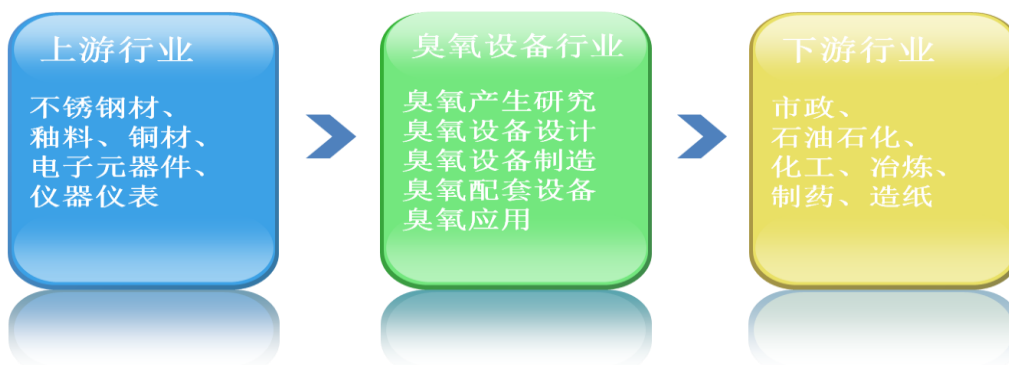 上游行业
不锈钢材、
釉料、铜材、
电子元器件、
仪器仪表
臭氧设备行业
臭氧产生研究
臭氧设备设计
臭氧设备制造
臭氧配套设备
臭氧应用
下游行业
市政、
石油石化、
化工、冶炼、
制药、造纸